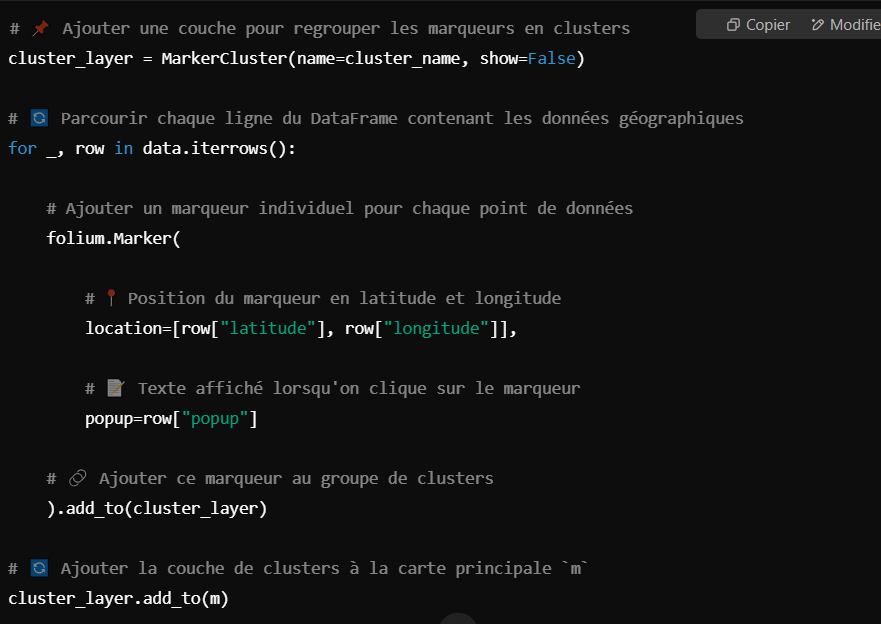 # 📌 Ajouter une couche pour regrouper les marqueurs en clusters
Copier Modifie
cluster_layer = MarkerCluster(name=cluster_name, show=False)
# 🔄 Parcourir chaque ligne du DataFrame contenant les données géographiques
for _, row in data.iterrows():
# Ajouter un marqueur individuel pour chaque point de données
folium.Marker(
# 📍 Position du marqueur en latitude et longitude
location=[row["latitude"], row["longitude"]],
# 📝 Texte affiché lorsqu'on clique sur le marqueur
popup=row["popup"]
# 🔗 Ajouter ce marqueur au groupe de clusters
).add_to(cluster_layer)
# 🔄 Ajouter la couche de clusters à la carte principale `m`
cluster_layer.add_to(m)